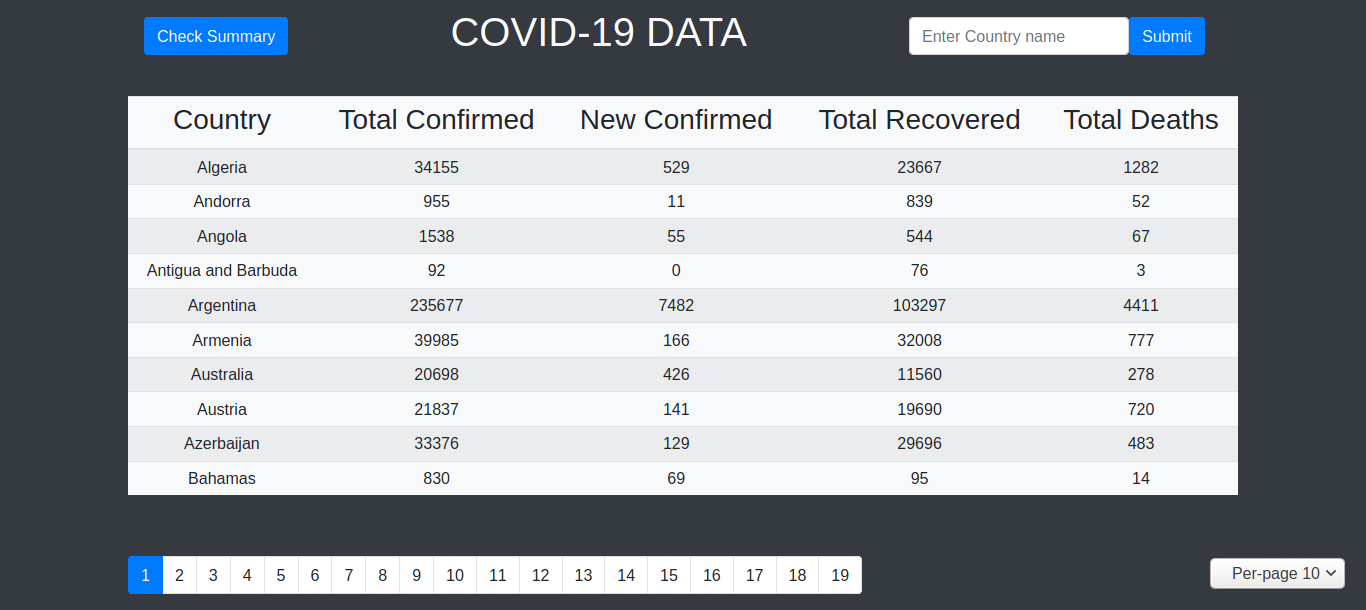 Check Summary COVID-19 DATA Enter Country name Submit
Country Total Confirmed New Confirmed Total Recovered Total Deaths
Algeria 34155 529 23667 1282
Andorra 955 11 839 52
Angola 1538 55 544 67
Antigua and Barbuda 92 0 76 3
Argentina 235677 7482 103297 4411
Armenia 39985 166 32008 777
Australia 20698 426 11560 278
Austria 21837 141 19690 720
Azerbaijan 33376 129 29696 483
Bahamas 830 69 95 14
1 2 3 4 5 6 7 8 9 10 11 12 13 14 15 16 17 18 19 Per-page 10